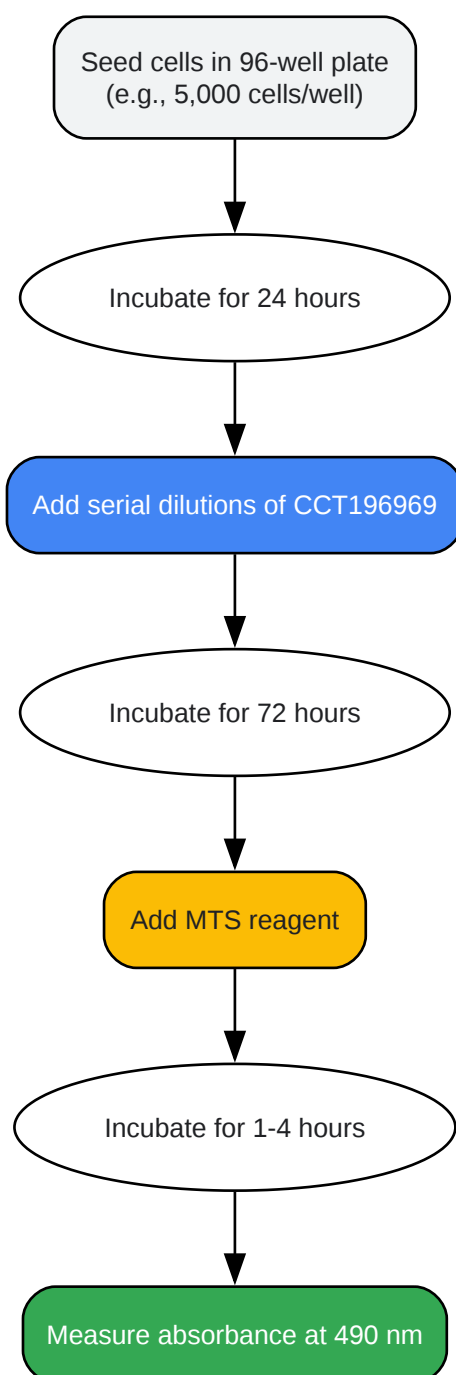 Seed cells in 96-well plate
(e.g., 5,000 cells/well)
Incubate for 24 hours
Add serial dilutions of CCT196969
Incubate for 72 hours
Add MTS reagent
Incubate for 1-4 hours
Measure absorbance at 490 nm